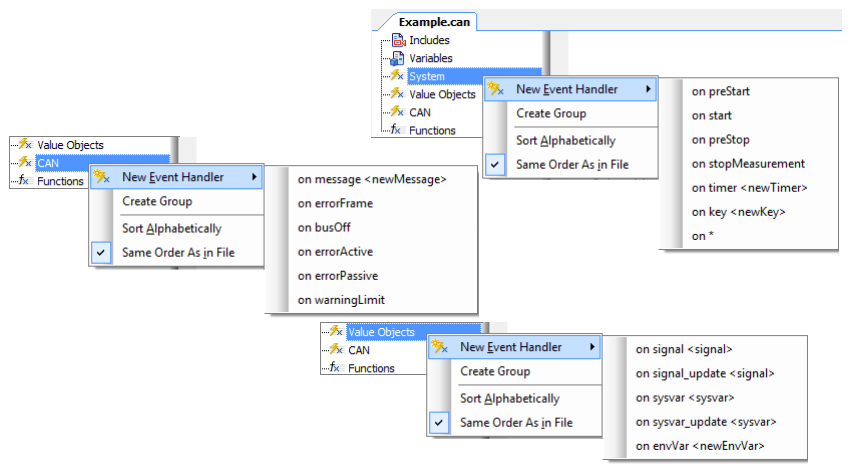 Example.can
Includes
Variables
System
Value Objects
CAN
Functions
New Event Handler
Create Group
Sort Alphabetically
Same Order As in File
on preStart
on start
on preStop
on stopMeasurement
on timer <newTimer>
on key <newKey>
on *
Value Objects
CAN
Functions
New Event Handler
Create Group
Sort Alphabetically
Same Order As in File
on message <newMessage>
on errorFrame
on busOff
on errorActive
on errorPassive
on warningLimit
Value Objects
CAN
Functions
New Event Handler
Create Group
Sort Alphabetically
Same Order As in File
on signal <signal>
on signal_update <signal>
on sysvar <sysvar>
on sysvar_update <sysvar>
on envVar <newEnvVar>